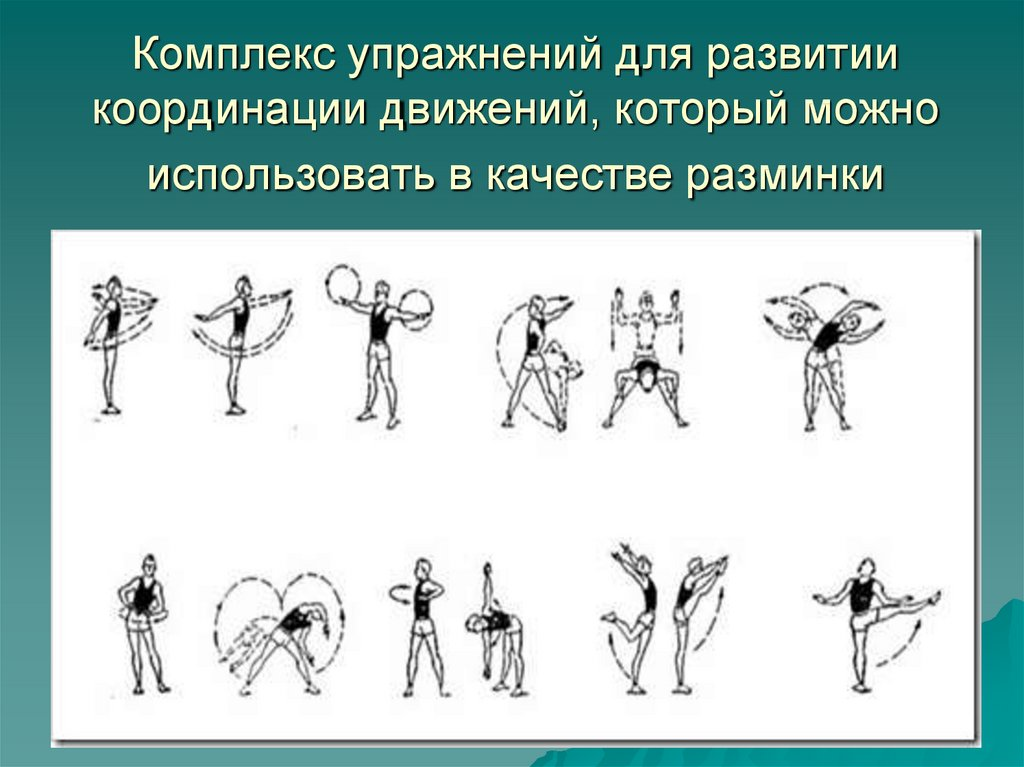 Комплекс упражнений для развитии
координации движений, который можно
использовать в качестве разминки